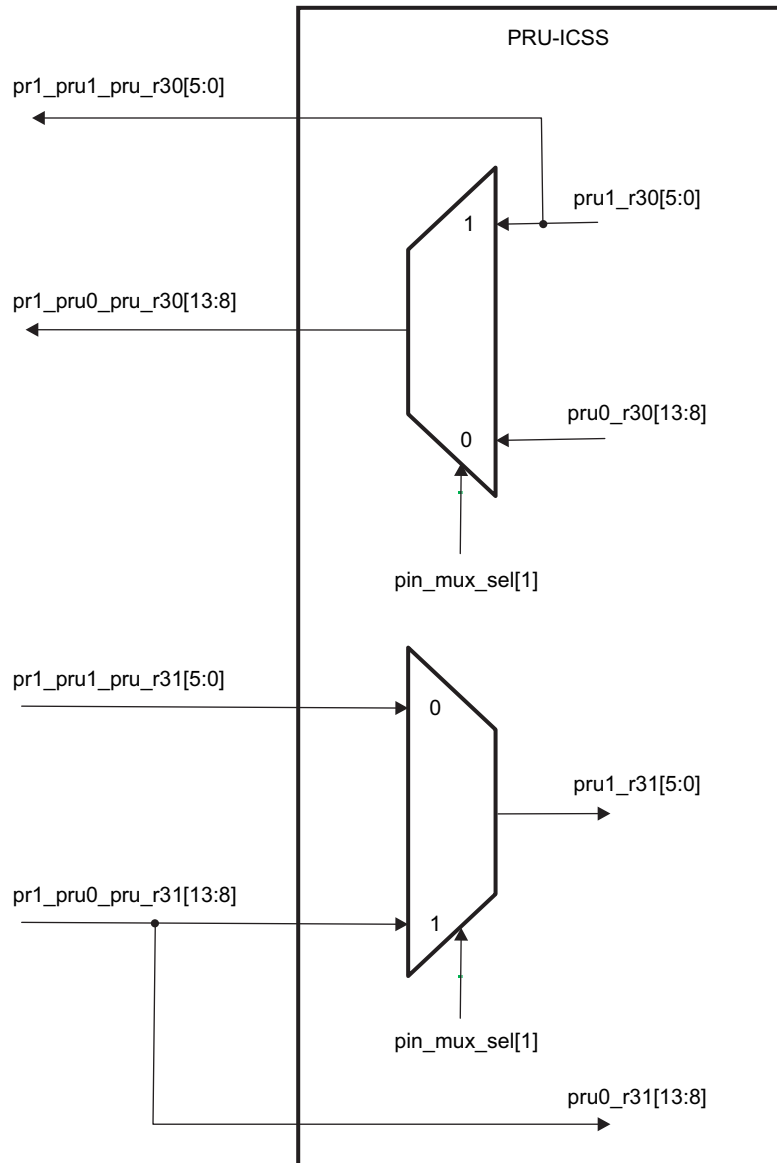 PRU-ICSS
pr1_pru1_pru_r30[5:0]
1
pru1_r30[5:0]
pr1_pru0_pru_r30[13:8]
0
pru0_r30[13:8]
pin_mux_sel[1]
pr1_pru1_pru_r31[5:0]
0
pru1_r31[5:0]
pr1_pru0_pru_r31[13:8]
1
pin_mux_sel[1]
pru0_r31[13:8]